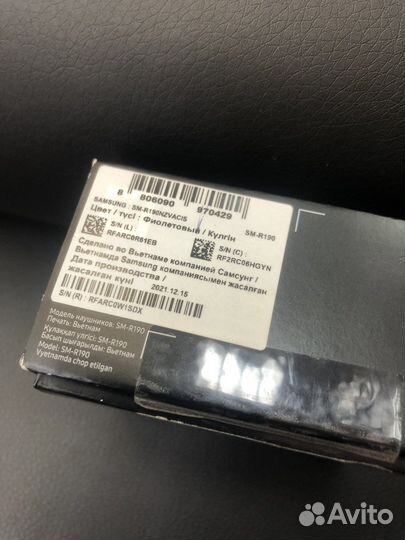 8 806090 970429
SAMSUNG SM-R190NZVACIS SM-R190
Цвет / түсі : Фиолетовый / Күлгін
S/N (L) : S/N (C) :
RFARC0R81EB RF2RC06HGYN
Сделано во Вьетнаме компанией Самсунг /
Вьетнамда Samsung компаниясымен жасалған
Дата производства /
жасалған күні 2021.12.15
S/N (R) : RFARC0W1SDX
Модель наушников: SM-R190
Печать: Вьетнам
Құлаққап үлгісі: SM-R190
Басып шығарылды: Вьетнам
Model: SM-R190
Vyetnamda chop etilgan
Avito